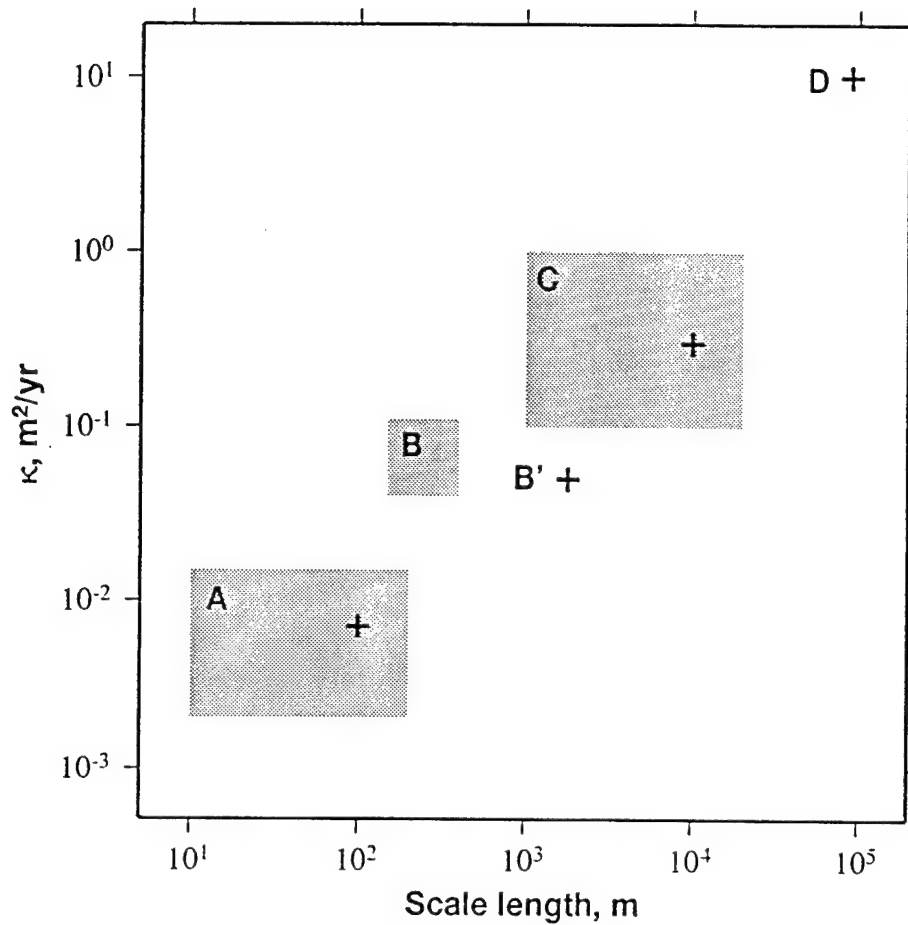 10¹
D
10⁰
C
κ, m²/yr
10⁻¹
B
B'
10⁻²
A
10⁻³
10¹ 10² 10³ 10⁴ 10⁵
Scale length, m